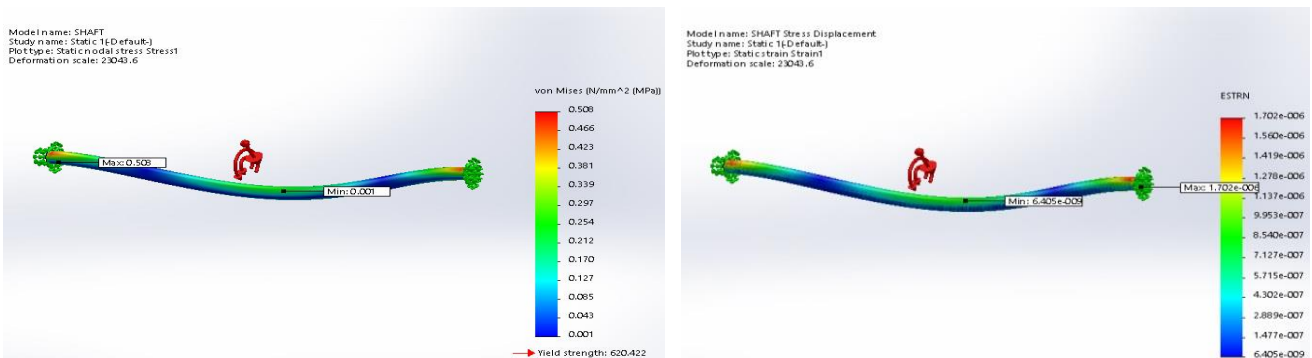 Model name: SHAFT
Study name: Static 1(-Default-)
Plot type: Static nodal stress Stress1
Deformation scale: 23043.6
von Mises (N/mm^2 (MPa))
0.508
0.466
0.423
0.381
0.339
0.297
0.254
0.212
0.170
0.127
0.085
0.043
0.001
Yield strength: 620.422
Max: 0.508
Min: 0.001
Model name: SHAFT Stress Displacement
Study name: Static 1(-Default-)
Plot type: Static strain Strain1
Deformation scale: 23043.6
ESTRN
1.702e-006
1.560e-006
1.419e-006
1.278e-006
1.137e-006
9.953e-007
8.540e-007
7.127e-007
5.715e-007
4.302e-007
2.889e-007
1.477e-007
6.405e-009
Max: 1.702e-006
Min: 6.405e-009